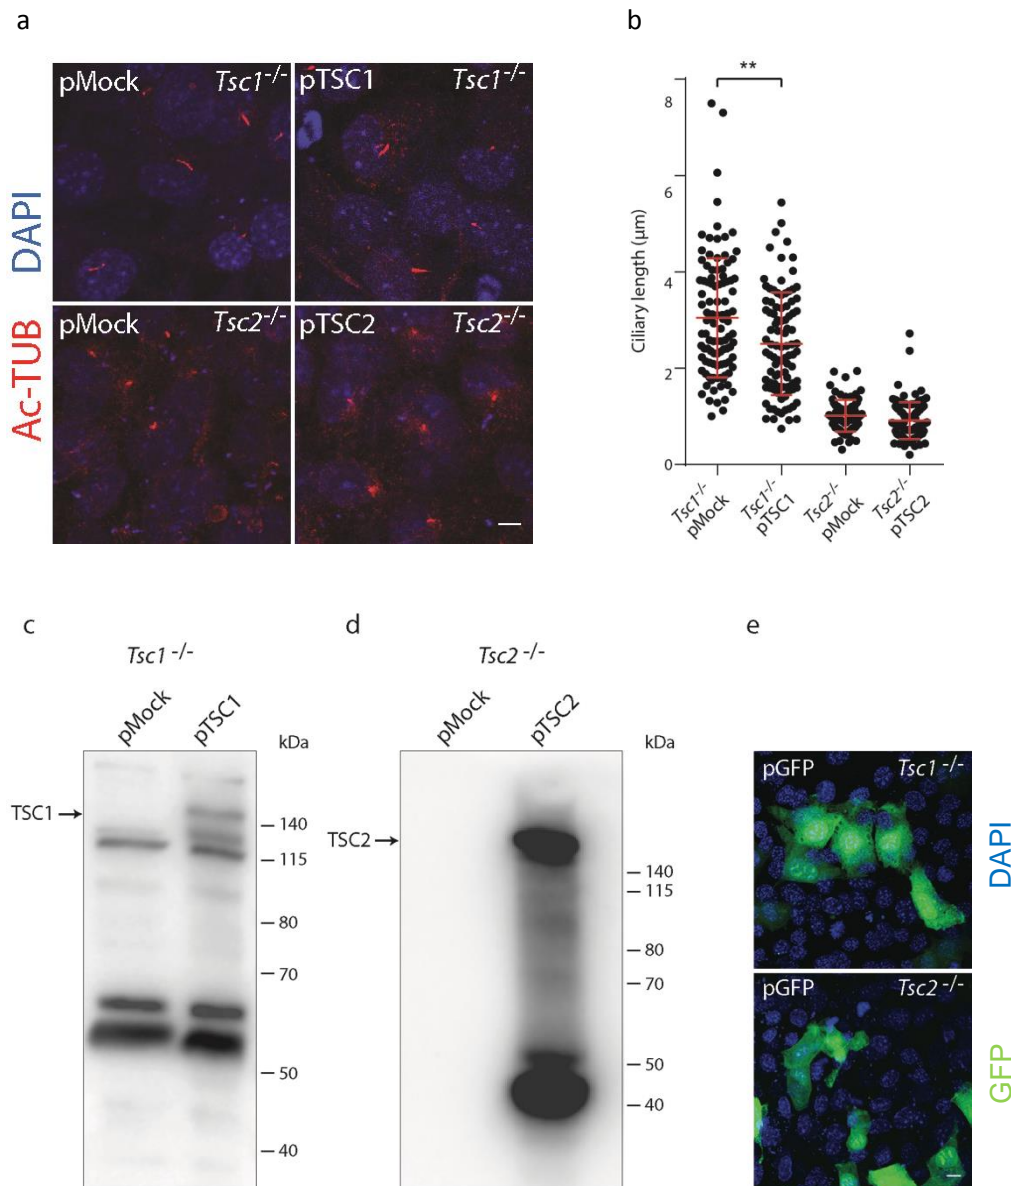 a
pMock Tsc1-/-
pTSC1 Tsc1-/-
pMock Tsc2-/-
pTSC2 Tsc2-/-
Ac-TUB DAPI
b
**
8
6
4
2
0
Ciliary length (μm)
Tsc1-/-
pMock
Tsc1-/-
pTSC1
Tsc2-/-
pMock
Tsc2-/-
pTSC2
c
Tsc1 -/-
pMock
pTSC1
kDa
TSC1
140
115
80
70
50
40
d
Tsc2 -/-
pMock
pTSC2
kDa
TSC2
140
115
80
70
50
40
e
pGFP Tsc1 -/-
pGFP Tsc2 -/-
GFP DAPI